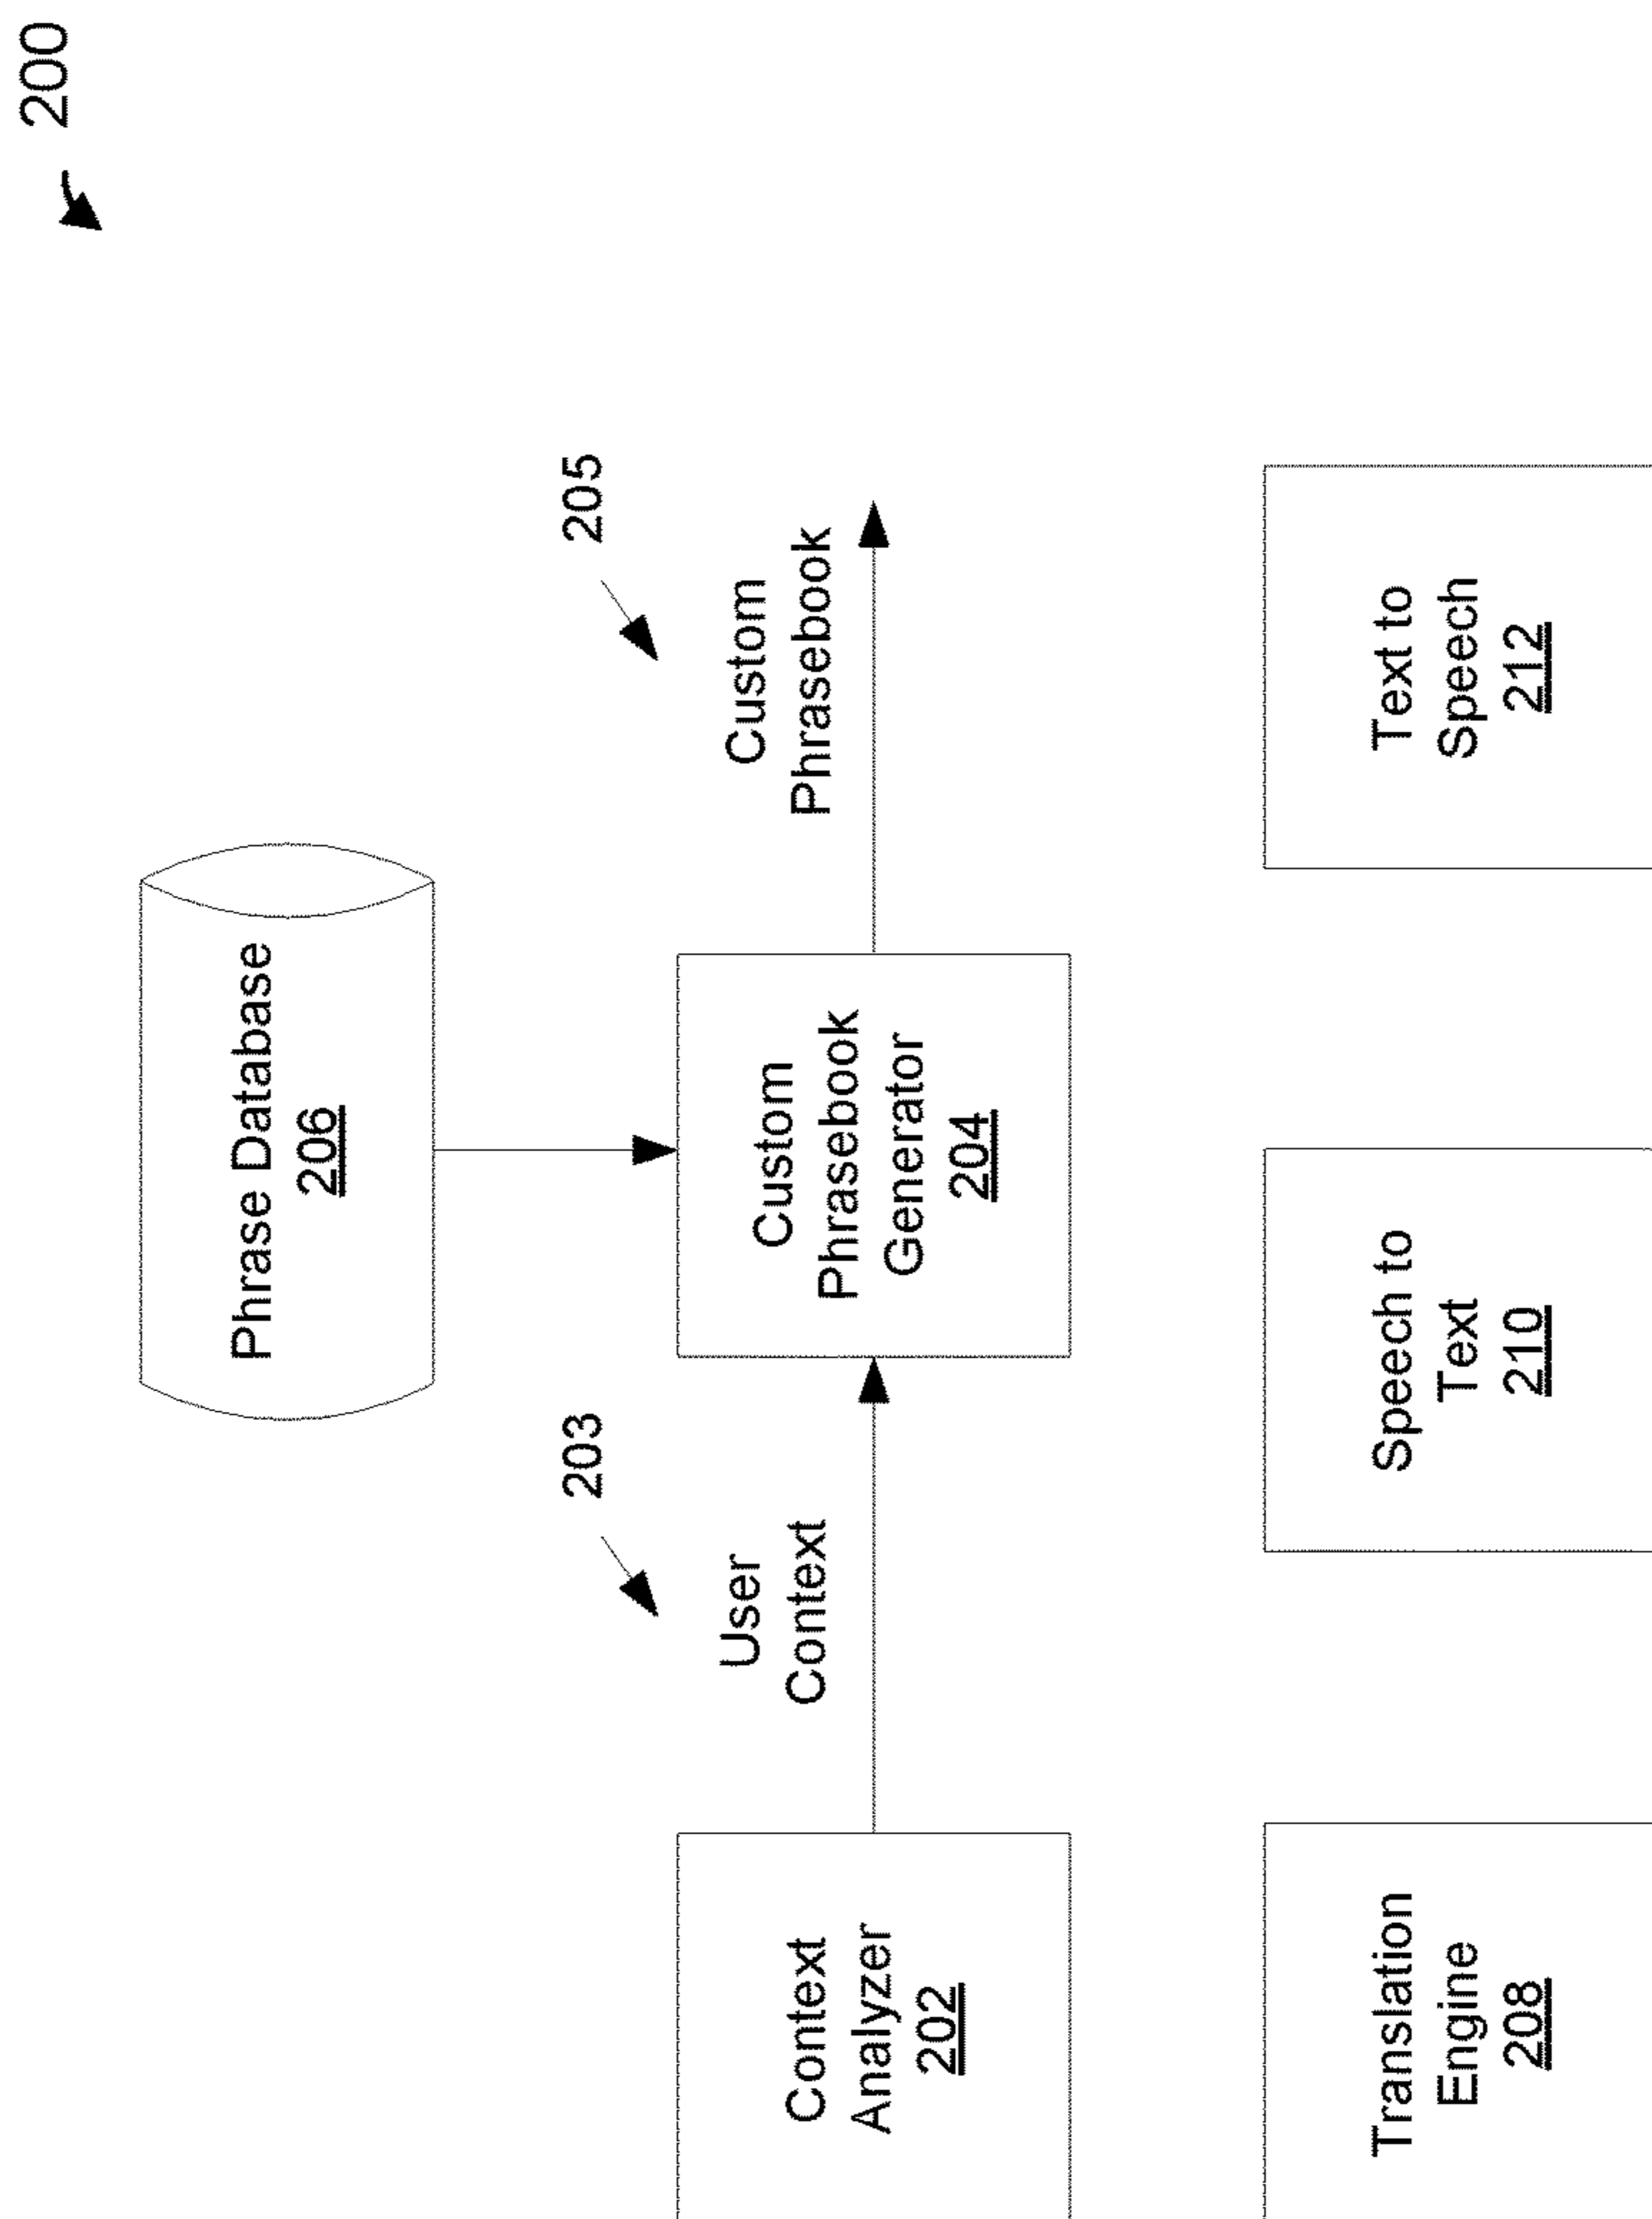 200
Phrase Database
206
203
205
User
Context
Custom
Phrasebook
Context
Analyzer
202
Custom
Phrasebook
Generator
204
Translation
Engine
208
Speech to
Text
210
Text to
Speech
212